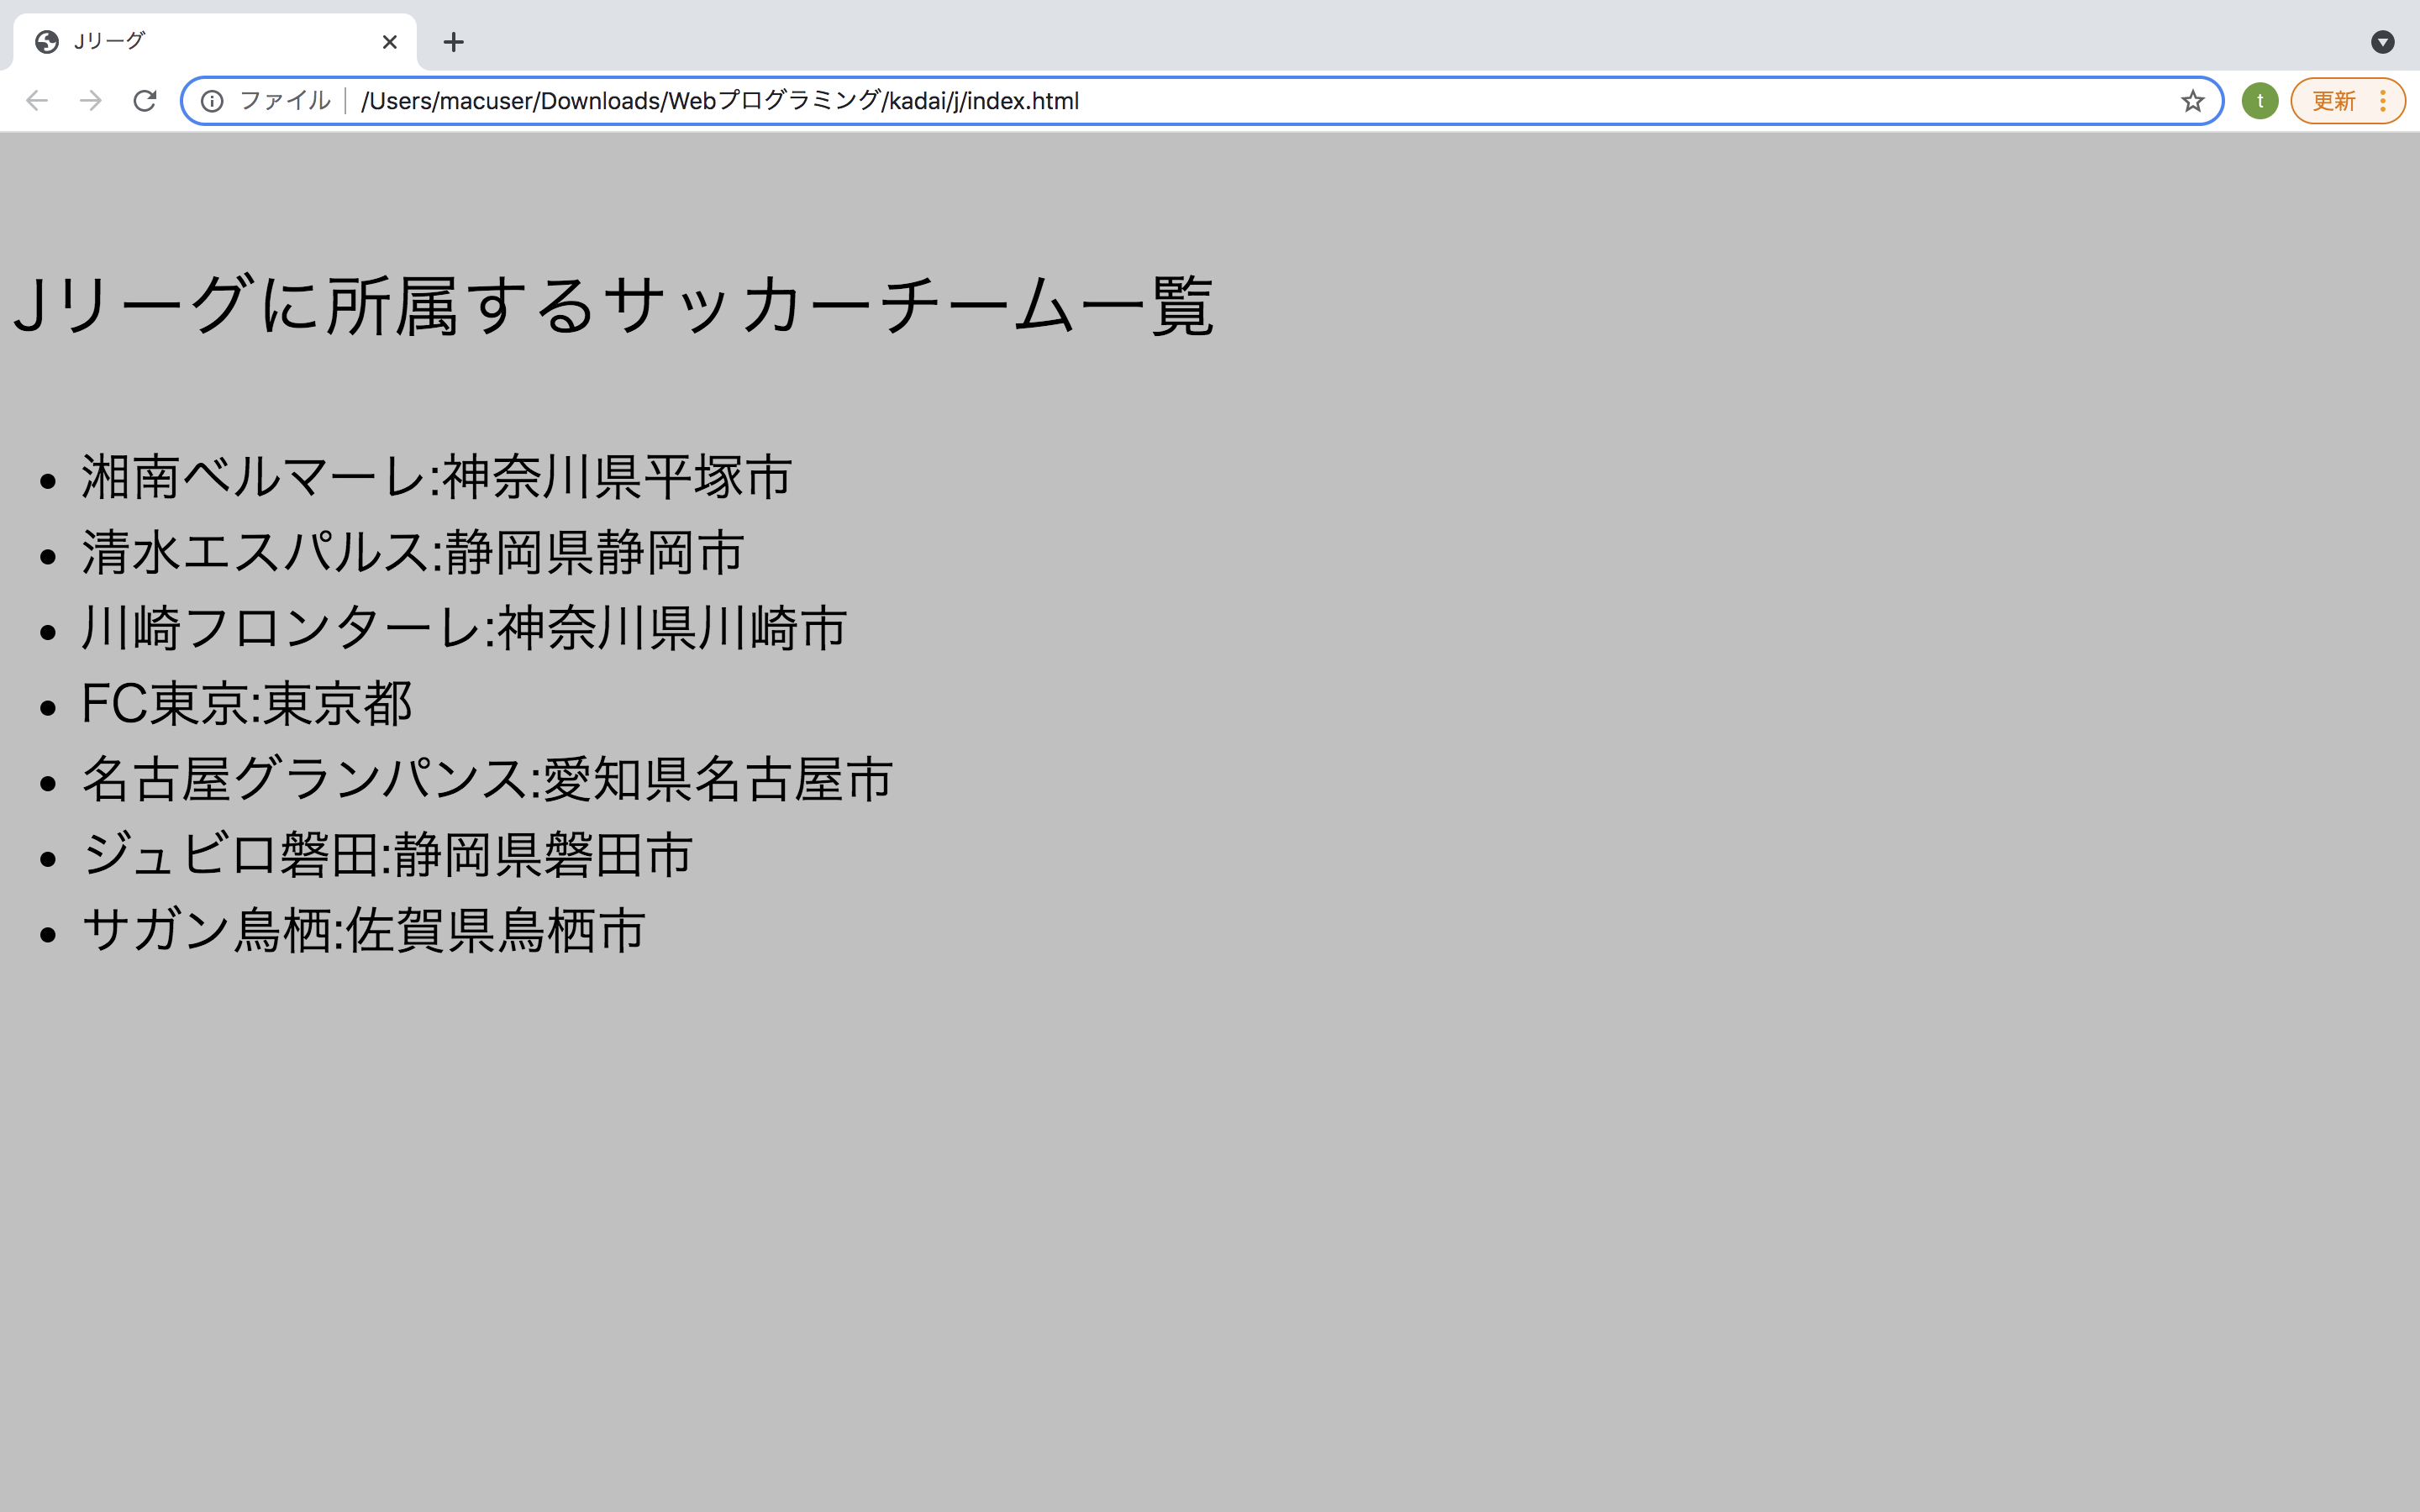 Jリーグ
ファイル | /Users/macuser/Downloads/Webプログラミング/kadai/j/index.html
t
更新
Jリーグに所属するサッカーチーム一覧
• 湘南ベルマーレ:神奈川県平塚市
• 清水エスパルス:静岡県静岡市
• 川崎フロンターレ:神奈川県川崎市
• FC東京:東京都
• 名古屋グランパンス:愛知県名古屋市
• ジュビロ磐田:静岡県磐田市
• サガン鳥栖:佐賀県鳥栖市